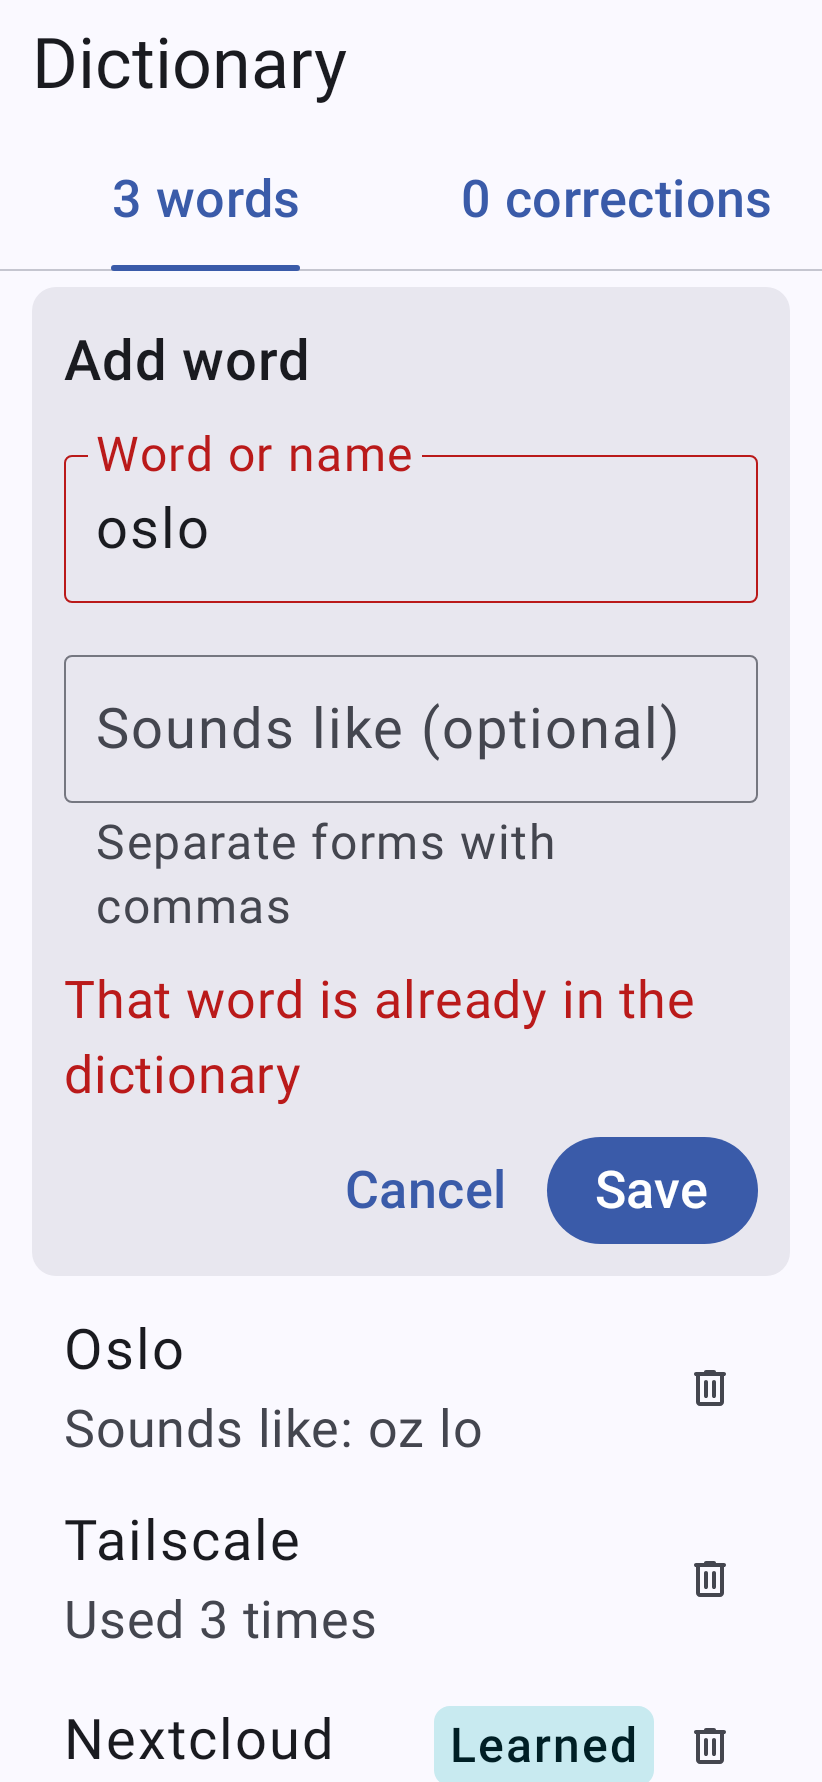 Dictionary
3 words
0 corrections
Add word
Word or name
oslo
Sounds like (optional)
Separate forms with
commas
That word is already in the
dictionary
Cancel
Save
Oslo
Sounds like: oz lo
Tailscale
Used 3 times
Nextcloud
Learned